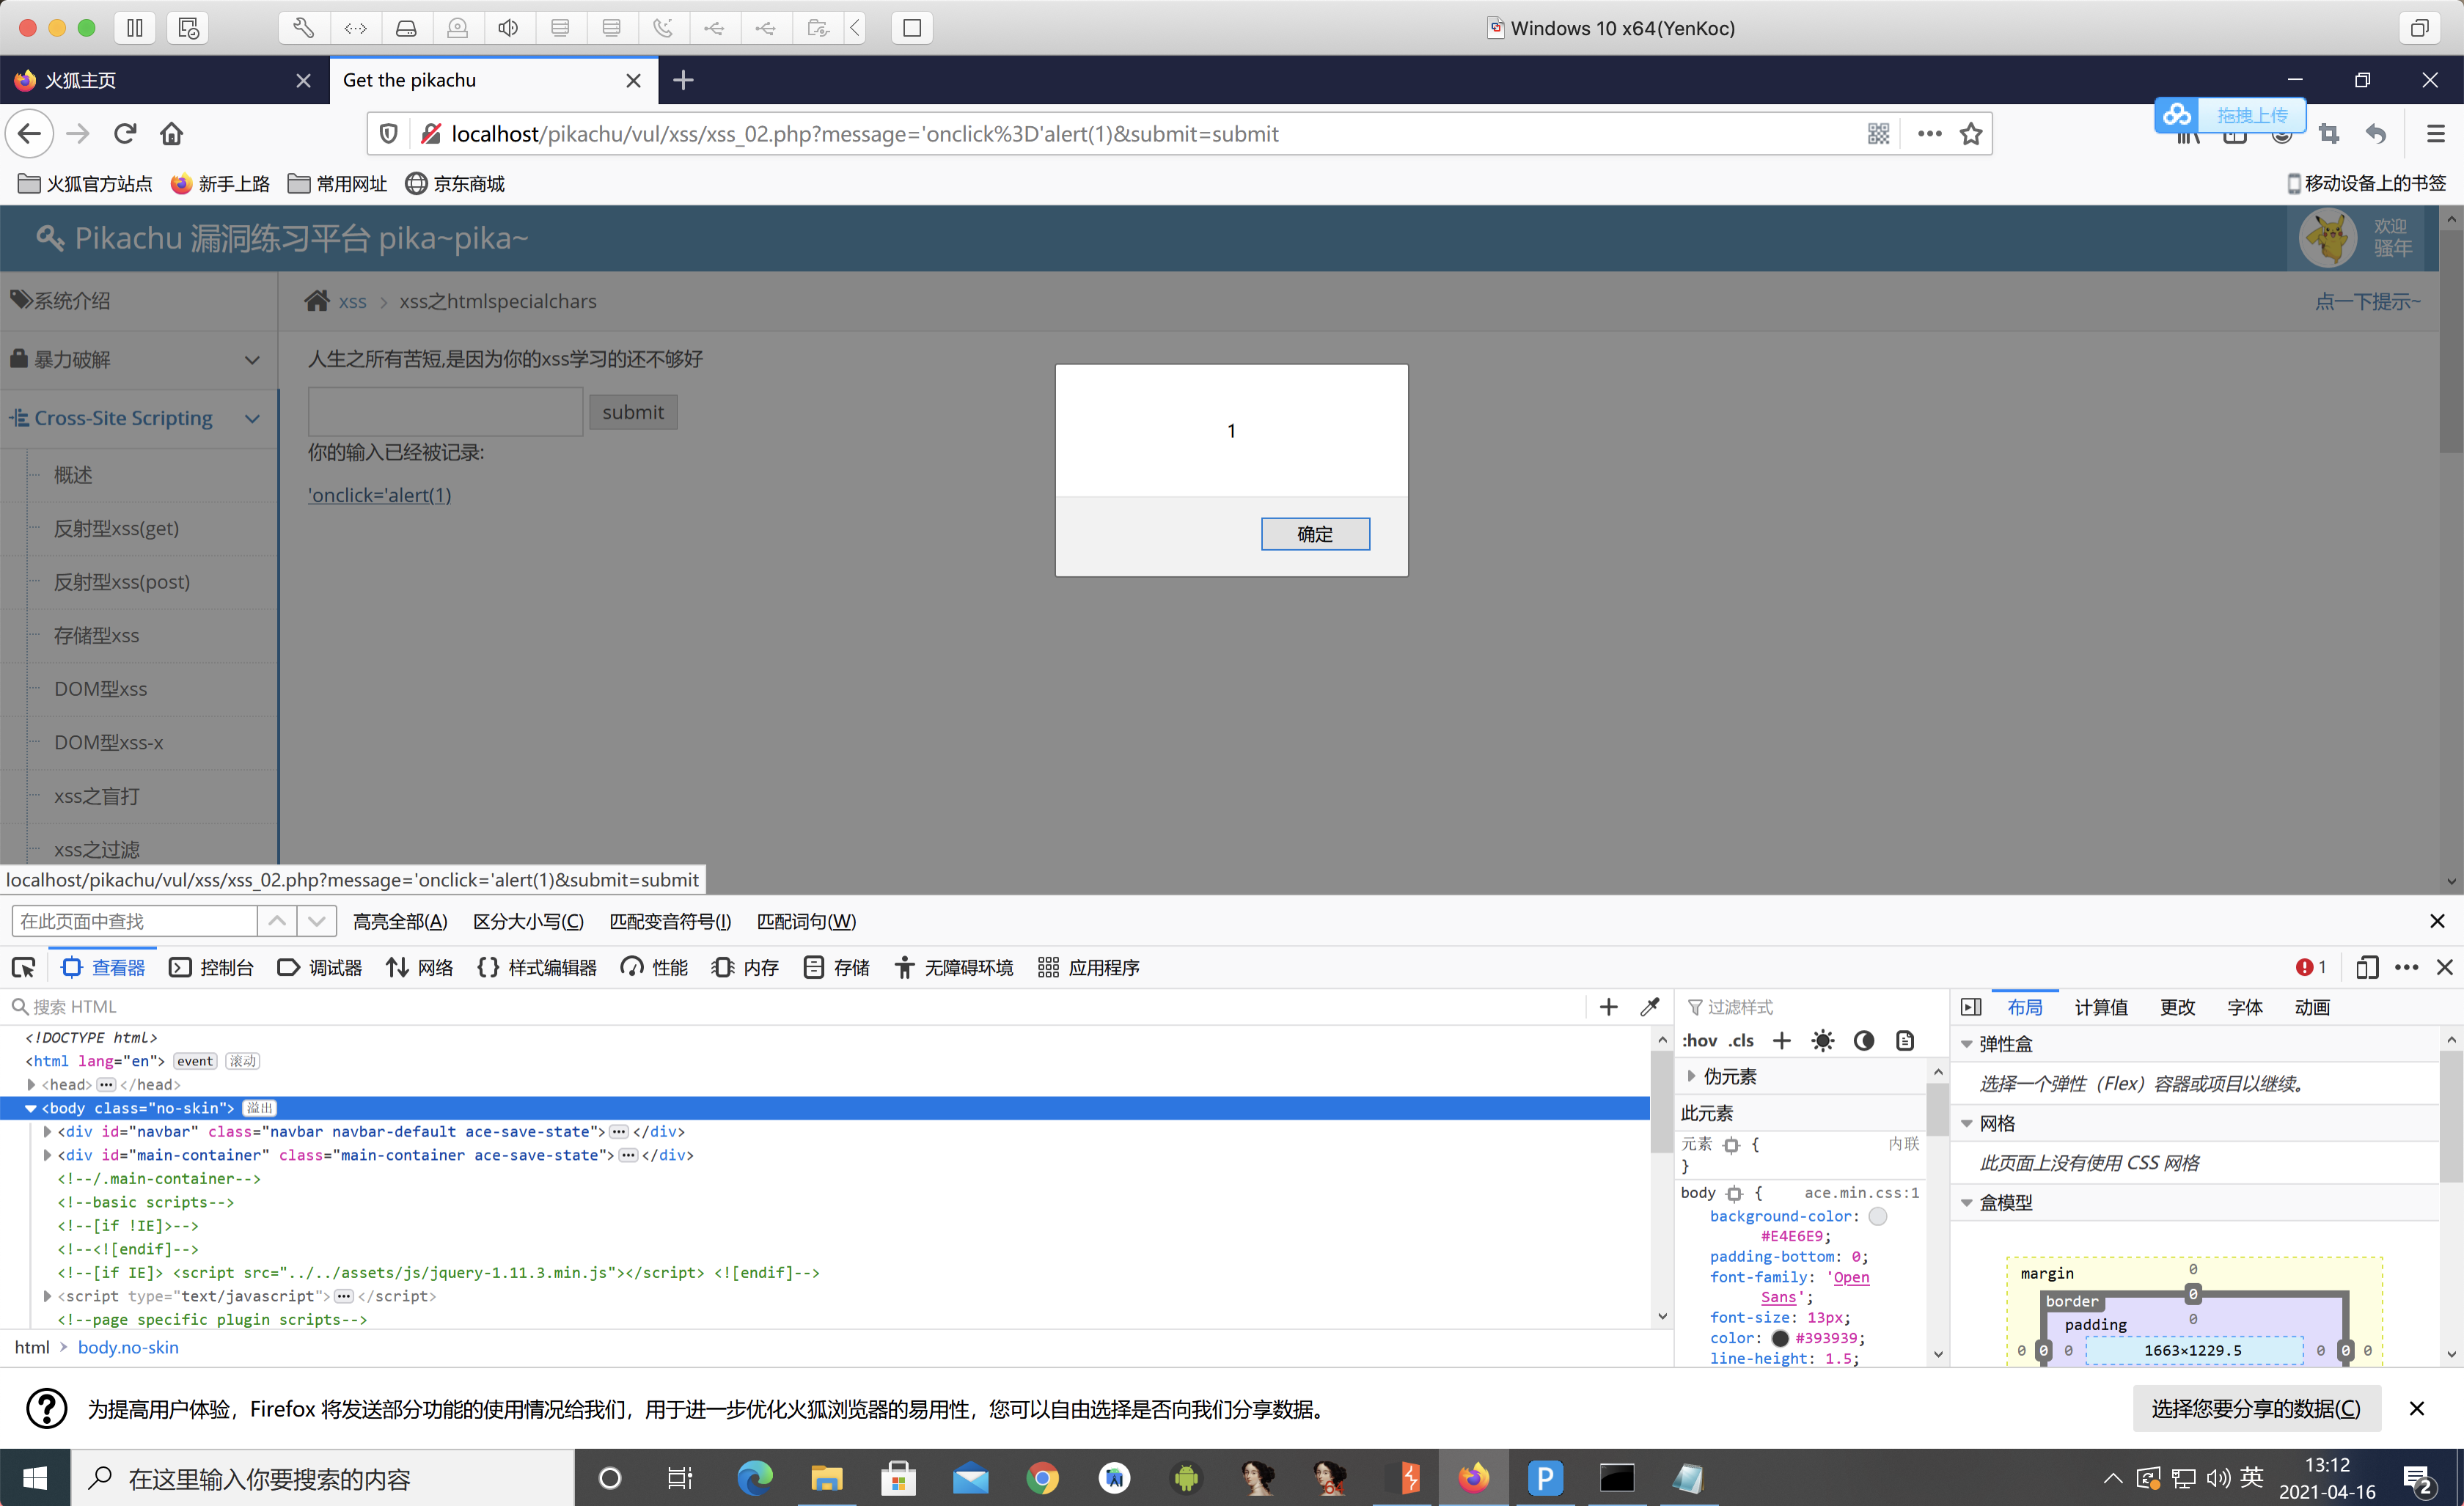 Windows 10 x64(YenKoc)
火狐主页
Get the pikachu
localhost/pikachu/vul/xss/xss_02.php?message='onclick%3D'alert(1)&submit=submit
拖拽上传
火狐官方站点
新手上路
常用网址
京东商城
移动设备上的书签
Pikachu 漏洞练习平台 pika~pika~
欢迎
骚年
系统介绍
xss
xss之htmlspecialchars
点一下提示~
暴力破解
人生之所有苦短,是因为你的xss学习的还不够好
Cross-Site Scripting
submit
1
你的输入已经被记录:
概述
'onclick='alert(1)
反射型xss(get)
确定
反射型xss(post)
存储型xss
DOM型xss
DOM型xss-x
xss之盲打
xss之过滤
localhost/pikachu/vul/xss/xss_02.php?message='onclick='alert(1)&submit=submit
在此页面中查找
高亮全部(A)
区分大小写(C)
匹配变音符号(I)
匹配词句(W)
查看器
控制台
调试器
网络
样式编辑器
性能
内存
存储
无障碍环境
应用程序
1
搜索 HTML
过滤样式
布局
计算值
更改
字体
动画
<!DOCTYPE html>
<html lang="en"> event 滚动
<head>
</head>
<body class="no-skin"> 溢出
<div id="navbar" class="navbar navbar-default ace-save-state">
</div>
<div id="main-container" class="main-container ace-save-state">
</div>
<!--/.main-container-->
<!--basic scripts-->
<!--[if !IE]>-->
<!--<![endif]-->
<!--[if IE]> <script src="../../assets/js/jquery-1.11.3.min.js"></script> <![endif]-->
<script type="text/javascript">
</script>
<!--page specific plugin scripts-->
html
body.no-skin
:hov .cls
伪元素
此元素
元素 {
内联
}
body {
ace.min.css:1
background-color:
#E4E6E9;
padding-bottom: 0;
font-family: 'Open
Sans';
font-size: 13px;
color: #393939;
line-height: 1.5;
弹性盒
选择一个弹性（Flex）容器或项目以继续。
网格
此页面上没有使用 CSS 网格
盒模型
margin
0
border
0
padding
0
0 0 0
1663×1229.5
0 0 0
为提高用户体验，Firefox 将发送部分功能的使用情况给我们，用于进一步优化火狐浏览器的易用性，您可以自由选择是否向我们分享数据。
选择您要分享的数据(C)
在这里输入你要搜索的内容
AI
64
P
英
13:12
2021-04-16
2